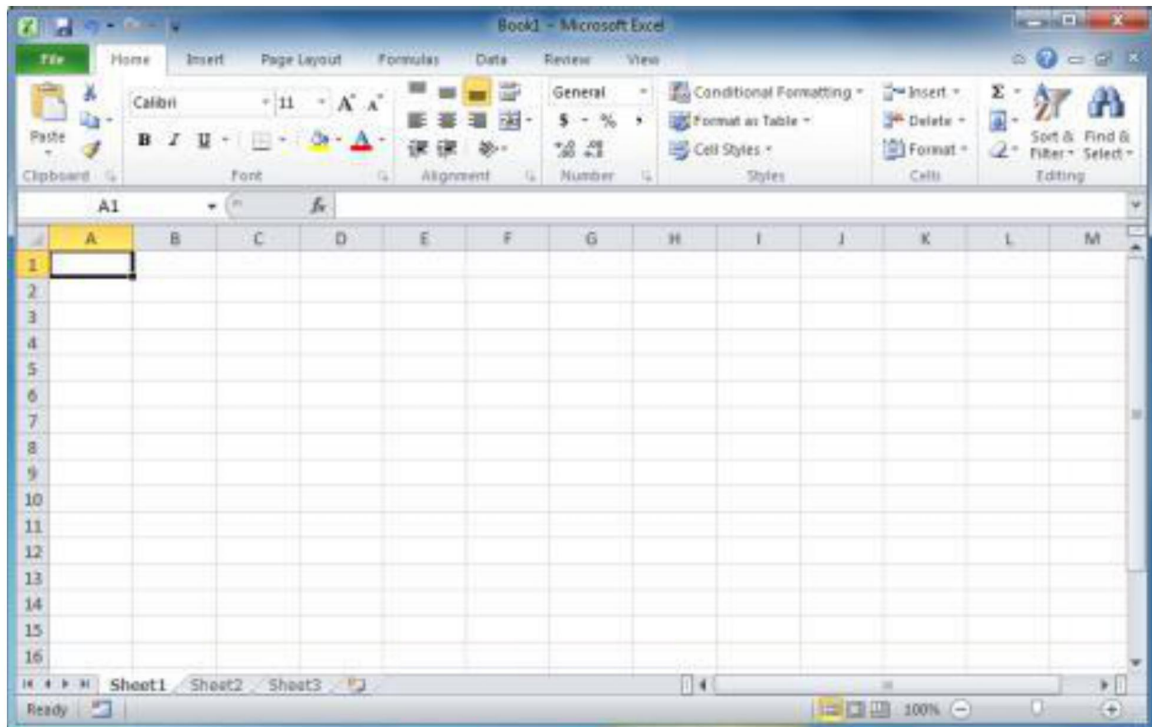 Book1 - Microsoft Excel
File Home Insert Page Layout Formulas Data Review View
Paste
Calibri 11 A A
B I U A
General
$ % ,
Conditional Formatting
Format as Table
Cell Styles
Insert
Delete
Format
Σ
Sort & Filter
Find & Select
Clipboard Font Alignment Number Styles Cells Editing
A1 fx
A B C D E F G H I J K L M
1
2
3
4
5
6
7
8
9
10
11
12
13
14
15
16
Sheet1 Sheet2 Sheet3
Ready 100%